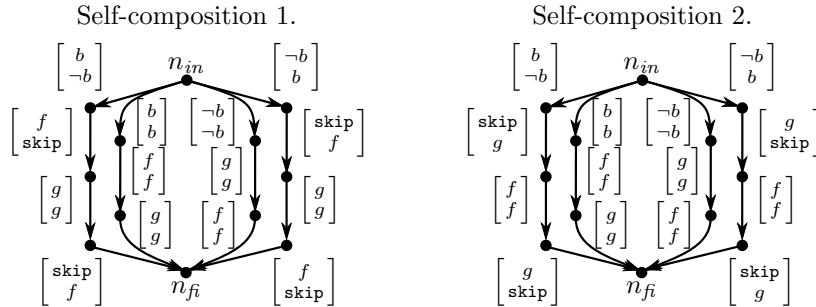 Self-composition 1.
[b ¬b]
n_in
[¬b b]
[f skip]
[b b]
[¬b ¬b]
[skip f]
[f f]
[g g]
[g g]
[g g]
[g g]
[f f]
[skip f]
n_fi
[f skip]
Self-composition 2.
[b ¬b]
n_in
[¬b b]
[skip g]
[b b]
[¬b ¬b]
[g skip]
[f f]
[g g]
[f f]
[f f]
[g g]
[f f]
[g skip]
n_fi
[skip g]